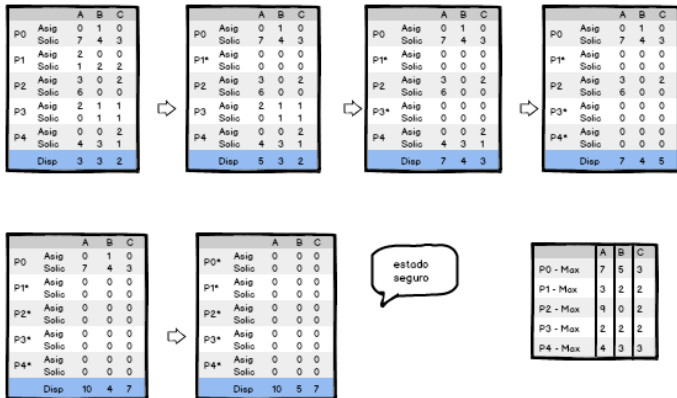 A B C
P0 Asig 0 1 0
Solic 7 4 3
P1 Asig 2 0 0
Solic 1 2 2
P2 Asig 3 0 2
Solic 6 0 0
P3 Asig 2 1 1
Solic 0 1 1
P4 Asig 0 0 2
Solic 4 3 1
Disp 3 3 2
A B C
P0 Asig 0 1 0
Solic 7 4 3
P1* Asig 0 0 0
Solic 0 0 0
P2 Asig 3 0 2
Solic 6 0 0
P3 Asig 2 1 1
Solic 0 1 1
P4 Asig 0 0 2
Solic 4 3 1
Disp 5 3 2
A B C
P0 Asig 0 1 0
Solic 7 4 3
P1* Asig 0 0 0
Solic 0 0 0
P2 Asig 3 0 2
Solic 6 0 0
P3* Asig 0 0 0
Solic 0 0 0
P4 Asig 0 0 2
Solic 4 3 1
Disp 7 4 3
A B C
P0 Asig 0 1 0
Solic 7 4 3
P1* Asig 0 0 0
Solic 0 0 0
P2 Asig 3 0 2
Solic 6 0 0
P3* Asig 0 0 0
Solic 0 0 0
P4* Asig 0 0 0
Solic 0 0 0
Disp 7 4 5
A B C
P0 Asig 0 1 0
Solic 7 4 3
P1* Asig 0 0 0
Solic 0 0 0
P2* Asig 0 0 0
Solic 0 0 0
P3* Asig 0 0 0
Solic 0 0 0
P4* Asig 0 0 0
Solic 0 0 0
Disp 10 4 7
A B C
P0* Asig 0 0 0
Solic 0 0 0
P1* Asig 0 0 0
Solic 0 0 0
P2* Asig 0 0 0
Solic 0 0 0
P3* Asig 0 0 0
Solic 0 0 0
P4* Asig 0 0 0
Solic 0 0 0
Disp 10 5 7
estado
seguro
A B C
P0 - Max 7 5 3
P1 - Max 3 2 2
P2 - Max 9 0 2
P3 - Max 2 2 2
P4 - Max 4 3 3